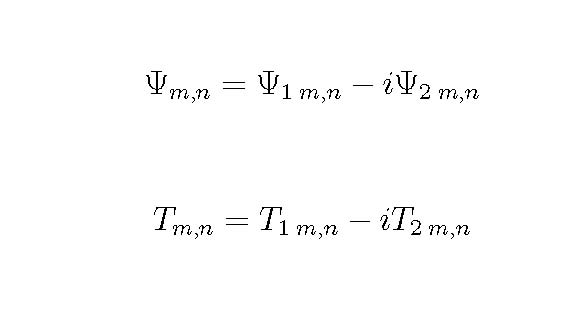 Ψ_{m,n} = Ψ_{1 m,n} − iΨ_{2 m,n}
T_{m,n} = T_{1 m,n} − iT_{2 m,n}